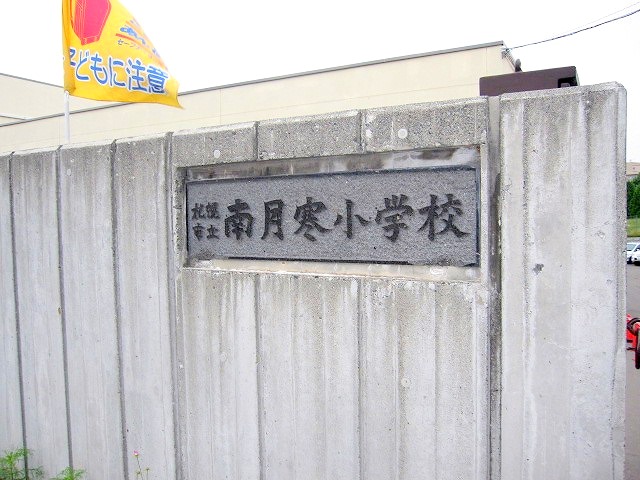 こどもに注意
札幌
市立
南月寒小学校